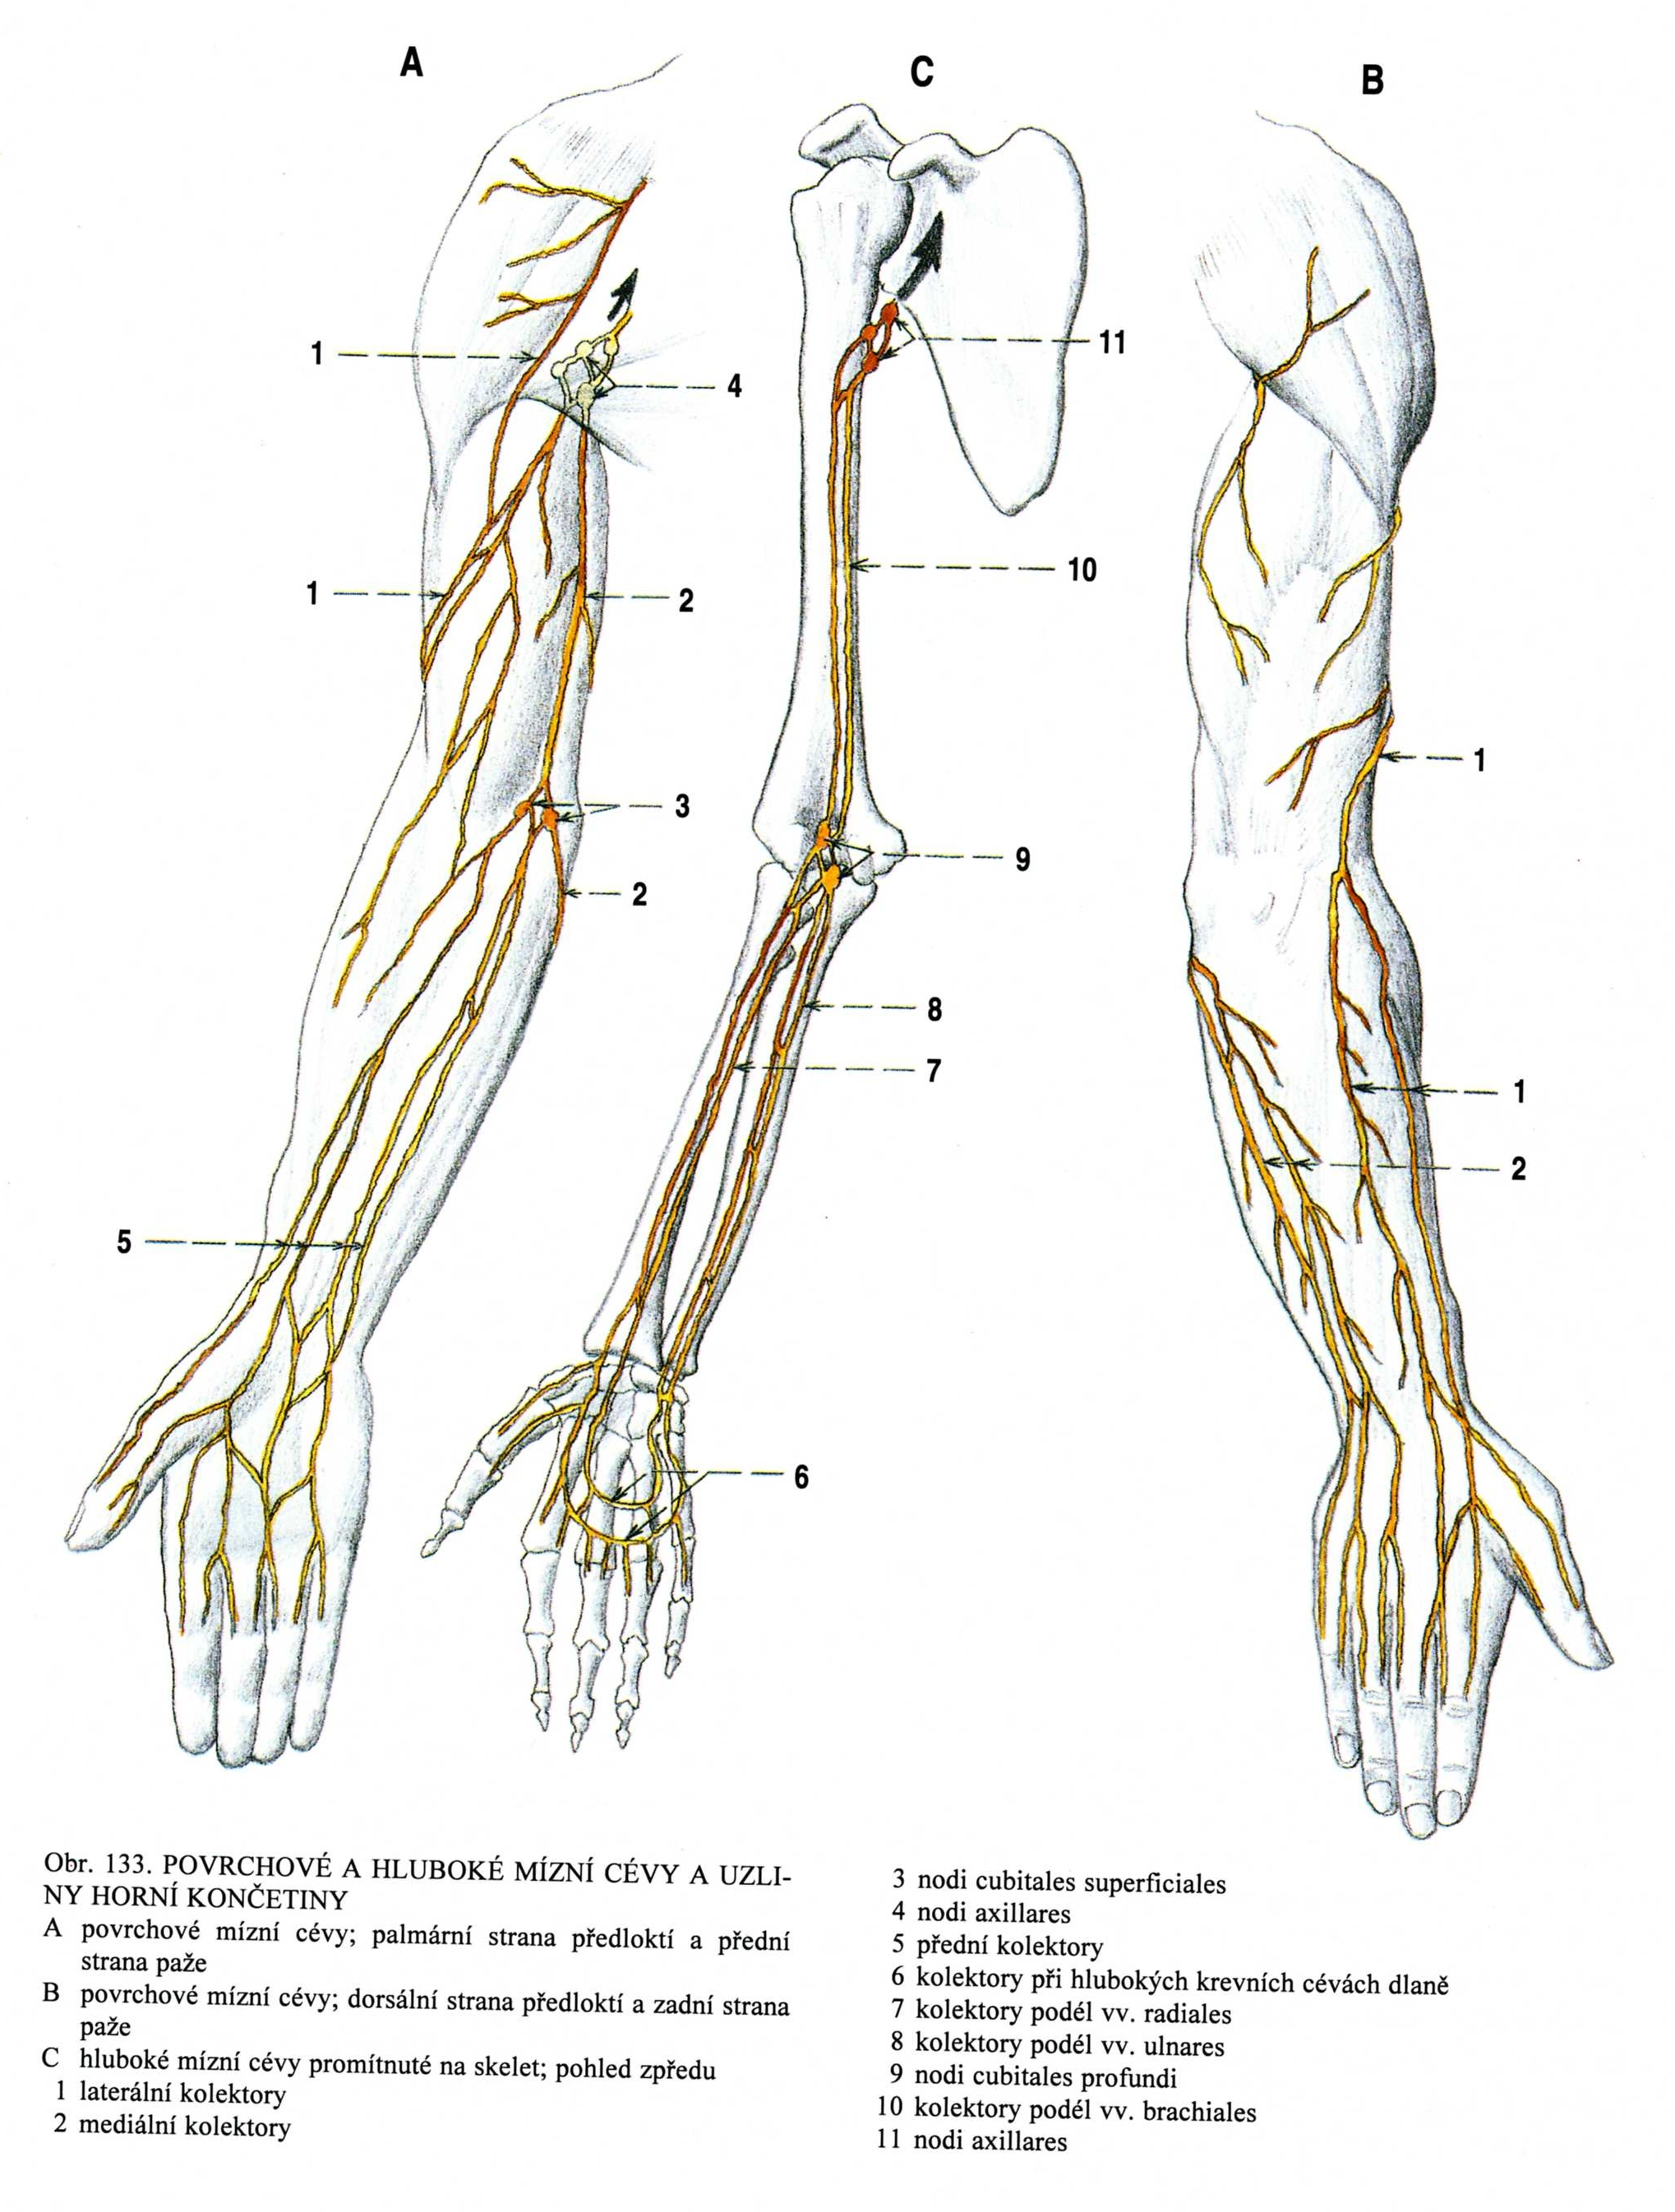 A
C
B
1
4
11
10
1
2
1
3
9
2
8
7
1
2
5
6
Obr. 133. POVRCHOVÉ A HLUBOKÉ MÍZNÍ CÉVY A UZLI-
NY HORNÍ KONČETINY
A povrchové mízní cévy; palmární strana předloktí a přední
strana paže
B povrchové mízní cévy; dorsální strana předloktí a zadní strana
paže
C hluboké mízní cévy promítnuté na skelet; pohled zpředu
1 laterální kolektory
2 mediální kolektory
3 nodi cubitales superficiales
4 nodi axillares
5 přední kolektory
6 kolektory při hlubokých krevních cévách dlaně
7 kolektory podél vv. radiales
8 kolektory podél vv. ulnares
9 nodi cubitales profundi
10 kolektory podél vv. brachiales
11 nodi axillares